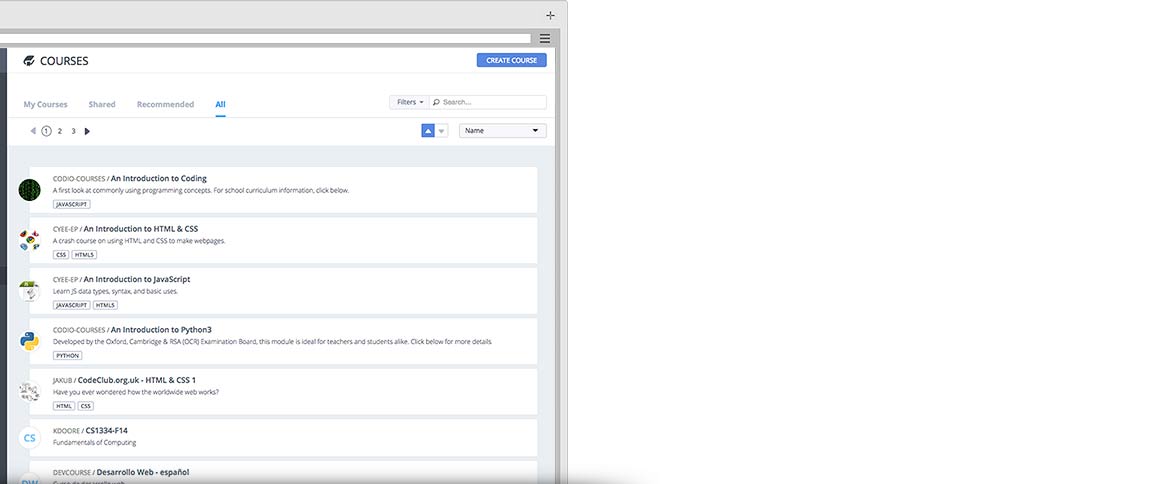 COURSES
CREATE COURSE
My Courses Shared Recommended All
Filters Search...
1 2 3
Name
CODIO-COURSES / An Introduction to Coding
A first look at commonly using programming concepts. For school curriculum information, click below.
JAVASCRIPT
CYEE-EP / An Introduction to HTML & CSS
A crash course on using HTML and CSS to make webpages.
CSS HTML5
CYEE-EP / An Introduction to JavaScript
Learn JS data types, syntax, and basic uses.
JAVASCRIPT HTML5
CODIO-COURSES / An Introduction to Python3
Developed by the Oxford, Cambridge & RSA (OCR) Examination Board, this module is ideal for teachers and students alike. Click below for more details
PYTHON
JAKUB / CodeClub.org.uk - HTML & CSS 1
Have you ever wondered how the worldwide web works?
HTML CSS
CS
KDOORE / CS1334-F14
Fundamentals of Computing
DEVCOURSE / Desarrollo Web - español
DW